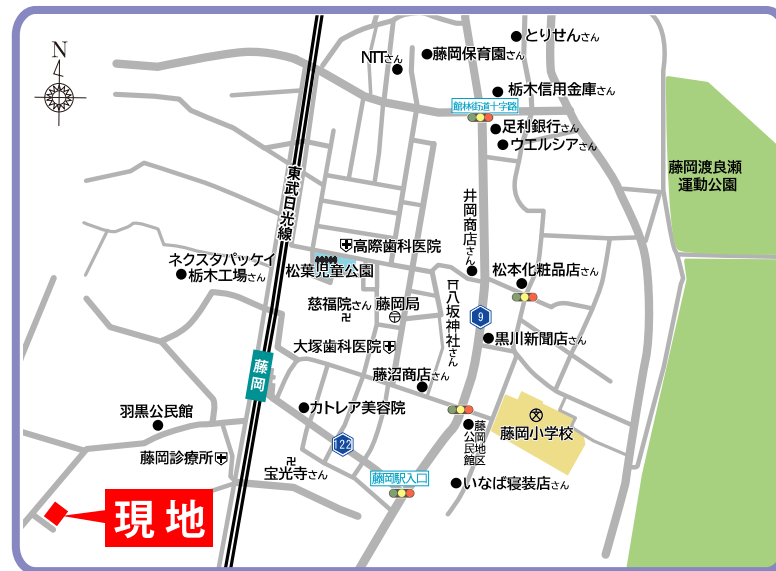 N
とりせんさん
NTTさん
藤岡保育園さん
栃木信用金庫さん
館林街道十字路
足利銀行さん
ウエルシアさん
藤岡渡良瀬
運動公園
東武日光線
井岡商店さん
高際歯科医院
ネクスタパッケイ
栃木工場さん
松葉児童公園
松本化粧品店さん
慈福院さん
藤岡局
八坂神社さん
9
黒川新聞店さん
大塚歯科医院
藤岡
藤沼商店さん
カトレア美容院
羽黒公民館
藤岡小学校
藤岡地区
公民館
122
藤岡診療所
宝光寺さん
藤岡駅入口
いなば寝装店さん
現地